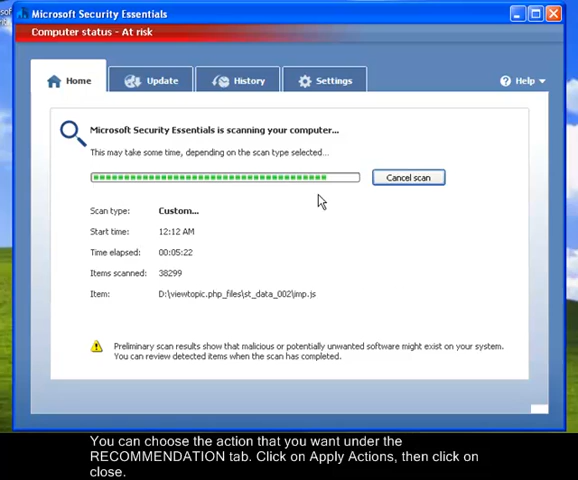 Microsoft Security Essentials
Computer status - At risk
Home
Update
History
Settings
Help
Microsoft Security Essentials is scanning your computer...
This may take some time, depending on the scan type selected...
Cancel scan
Scan type: Custom...
Start time: 12:12 AM
Time elapsed: 00:05:22
Items scanned: 38299
Item: D:\viewtopic.php_files\st_data_002\imp.js
Preliminary scan results show that malicious or potentially unwanted software might exist on your system.
You can review detected items when the scan has completed.
You can choose the action that you want under the
RECOMMENDATION tab. Click on Apply Actions, then click on
close.